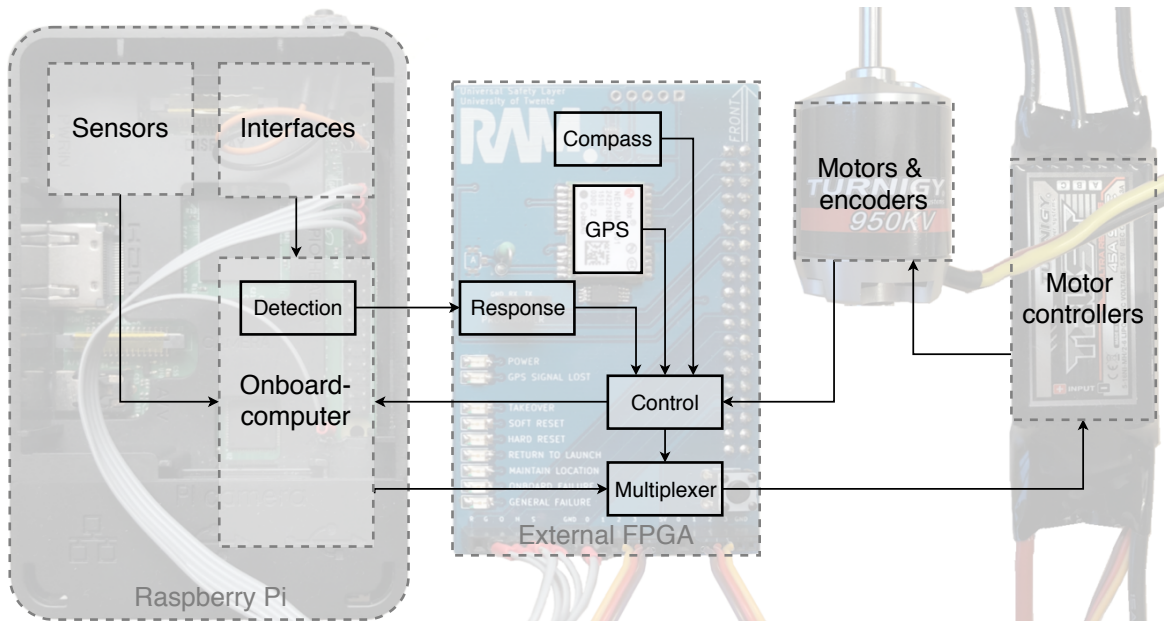 Sensors
Interfaces
Detection
Onboard-
computer
Raspberry Pi
Universal Safety Layer
University of Twente
RAM.
FRONT
Compass
GPS
Response
POWER
GPS SIGNAL LOST
TAKEOVER
SOFT RESET
HARD RESET
RETURN TO LAUNCH
MAINTAIN LOCATION
ONBOARD FAILURE
GENERAL FAILURE
Control
Multiplexer
External FPGA
Motors &
encoders
TURNIGY
950KV
Motor
controllers
INPUT